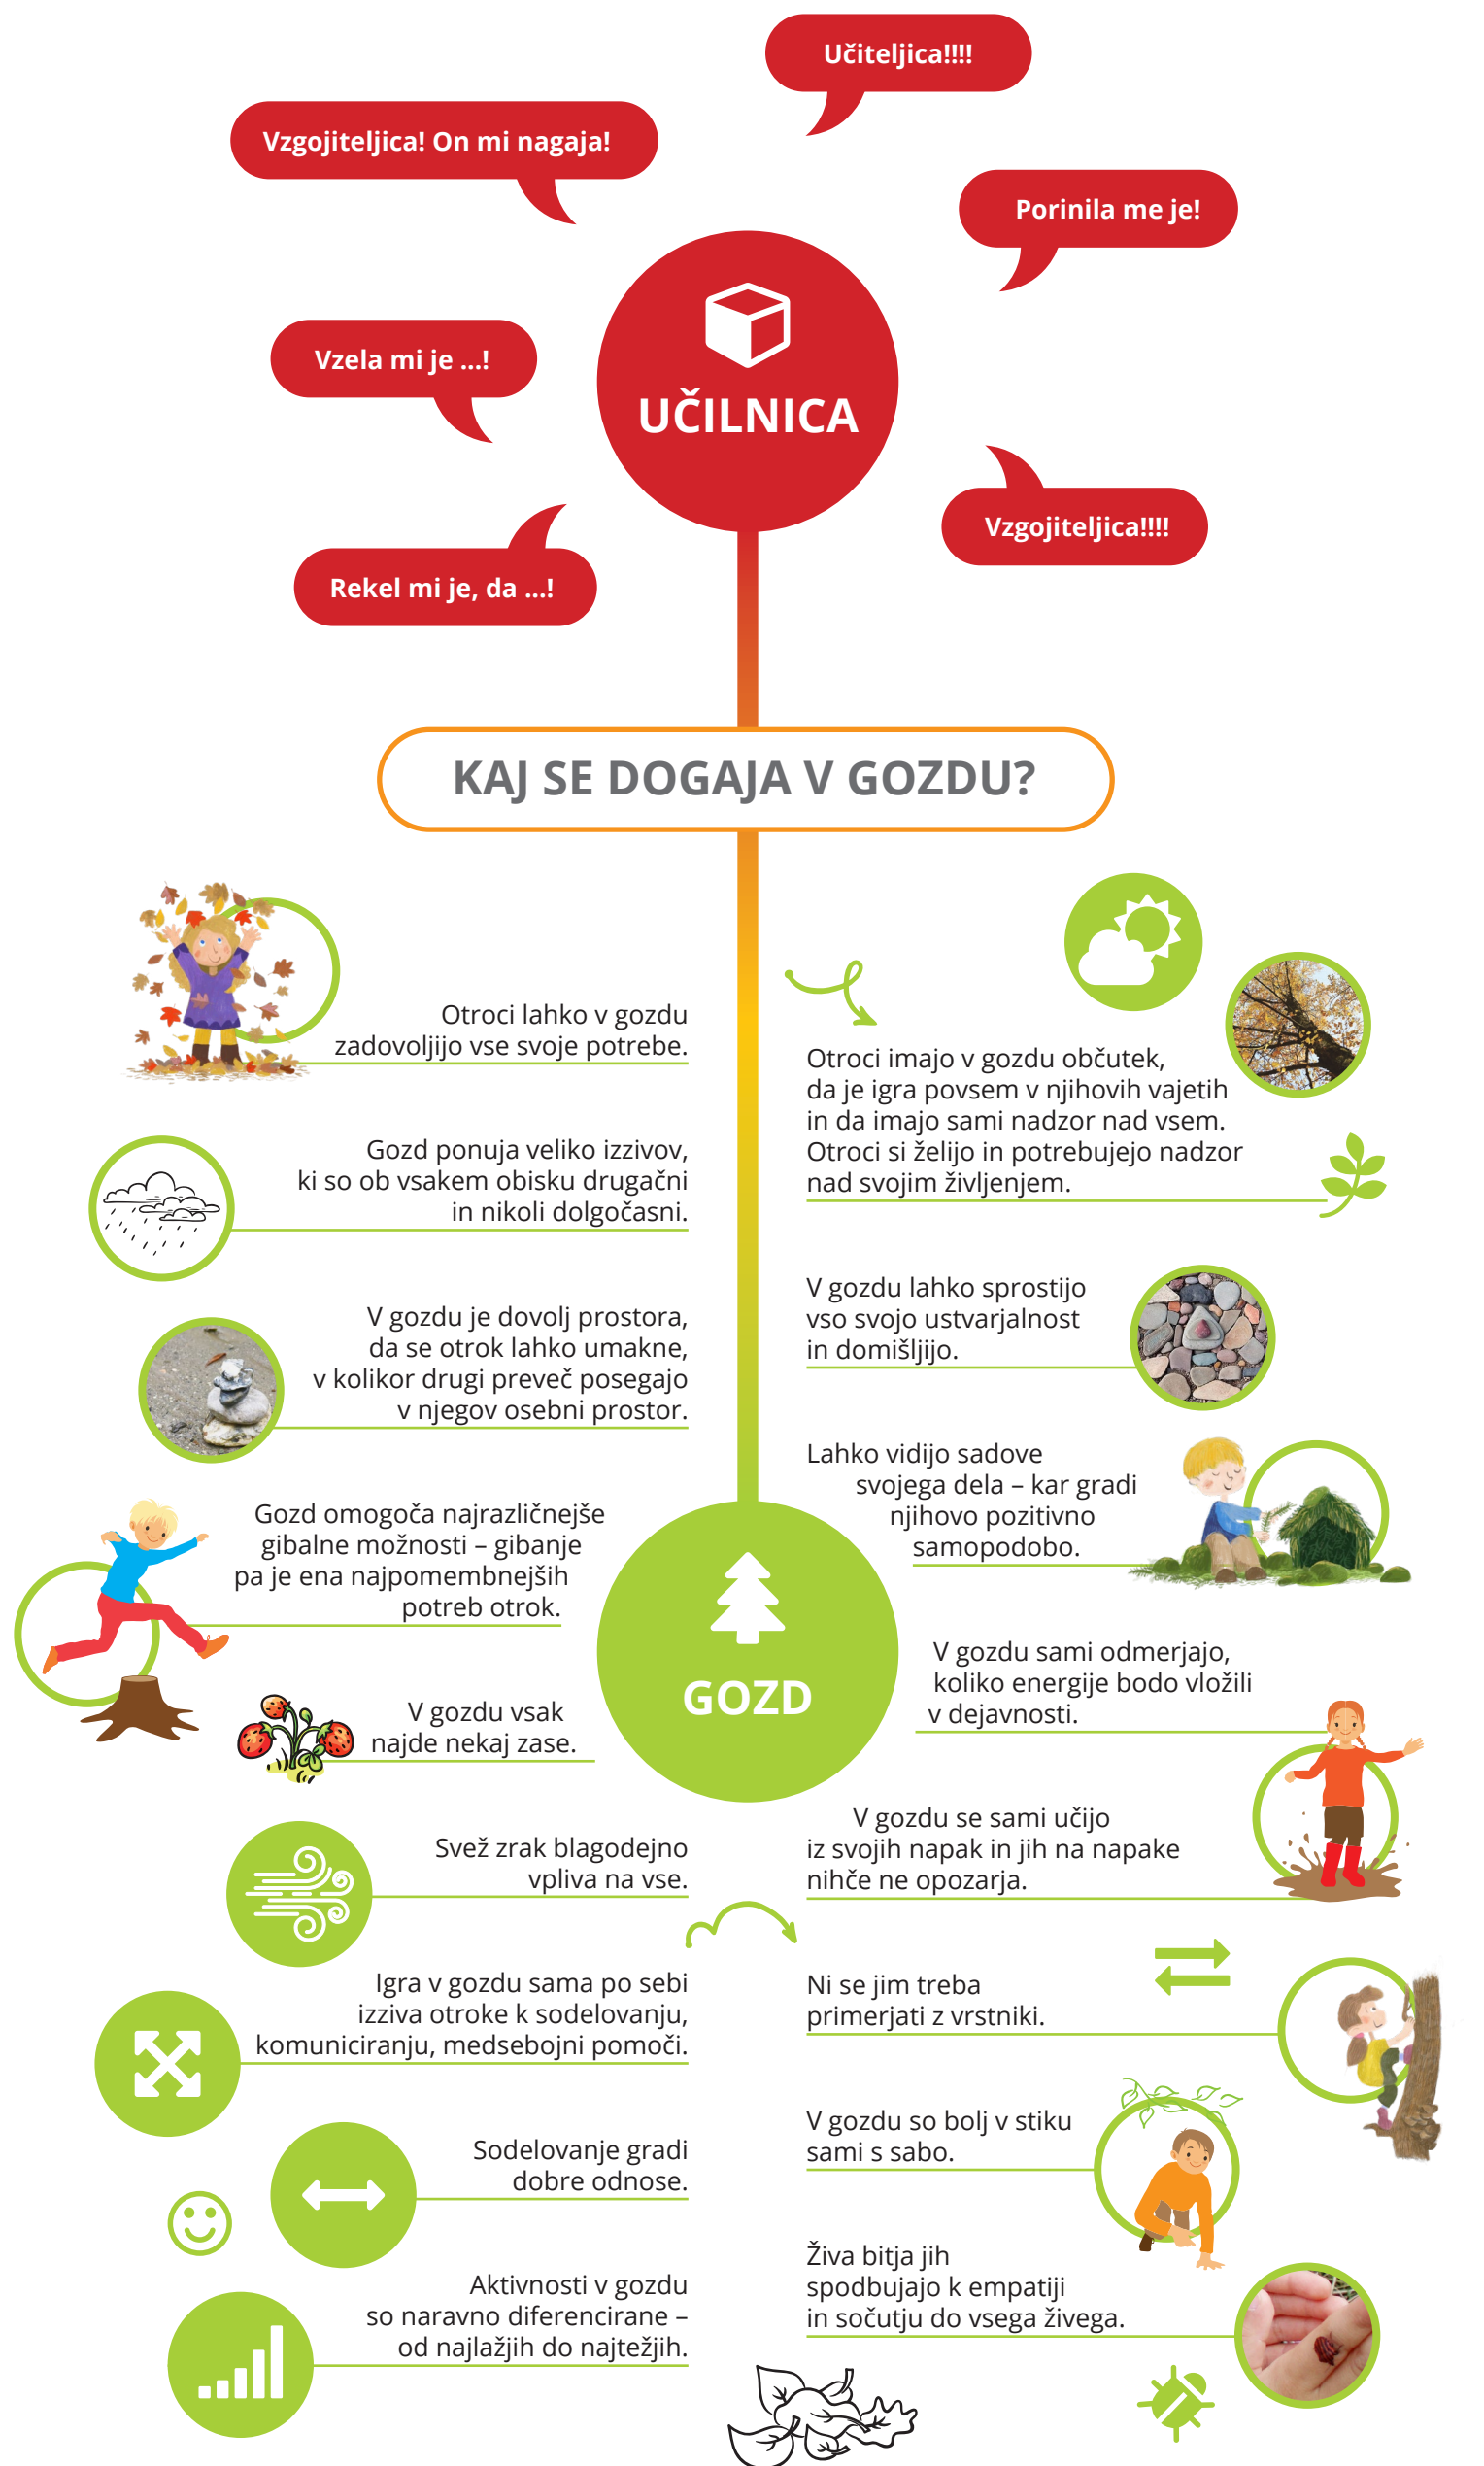 Učiteljica!!!!
Vzgojiteljica! On mi nagaja!
Porinila me je!
Vzela mi je ...!
UČILNICA
Vzgojiteljica!!!!
Rekel mi je, da ...!
KAJ SE DOGAJA V GOZDU?
Otroci lahko v gozdu
zadovoljijo vse svoje potrebe.
Gozd ponuja veliko izzivov,
ki so ob vsakem obisku drugačni
in nikoli dolgočasni.
V gozdu je dovolj prostora,
da se otrok lahko umakne,
v kolikor drugi preveč posegajo
v njegov osebni prostor.
Gozd omogoča najrazličnejše
gibalne možnosti – gibanje
pa je ena najpomembnejših
potreb otrok.
V gozdu vsak
najde nekaj zase.
Svež zrak blagodejno
vpliva na vse.
Igra v gozdu sama po sebi
izziva otroke k sodelovanju,
komuniciranju, medsebojni pomoči.
Sodelovanje gradi
dobre odnose.
Aktivnosti v gozdu
so naravno diferencirane –
od najlažjih do najtežjih.
GOZD
Otroci imajo v gozdu občutek,
da je igra povsem v njihovih vajetih
in da imajo sami nadzor nad vsem.
Otroci si želijo in potrebujejo nadzor
nad svojim življenjem.
V gozdu lahko sprostijo
vso svojo ustvarjalnost
in domišljijo.
Lahko vidijo sadove
svojega dela – kar gradi
njihovo pozitivno
samopodobo.
V gozdu sami odmerjajo,
koliko energije bodo vložili
v dejavnosti.
V gozdu se sami učijo
iz svojih napak in jih na napake
nihče ne opozarja.
Ni se jim treba
primerjati z vrstniki.
V gozdu so bolj v stiku
sami s sabo.
Živa bitja jih
spodbujajo k empatiji
in sočutju do vsega živega.